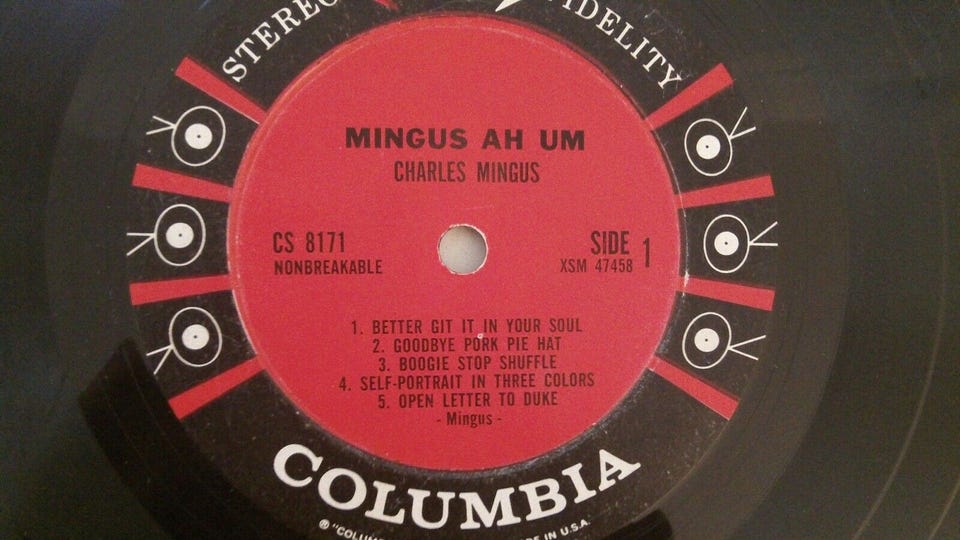 STEREO FIDELITY
MINGUS AH UM
CHARLES MINGUS
CS 8171
NONBREAKABLE
SIDE 1
XSM 47458
1. BETTER GIT IT IN YOUR SOUL
2. GOODBYE PORK PIE HAT
3. BOOGIE STOP SHUFFLE
4. SELF-PORTRAIT IN THREE COLORS
5. OPEN LETTER TO DUKE
- Mingus -
COLUMBIA
IN U.S.A.